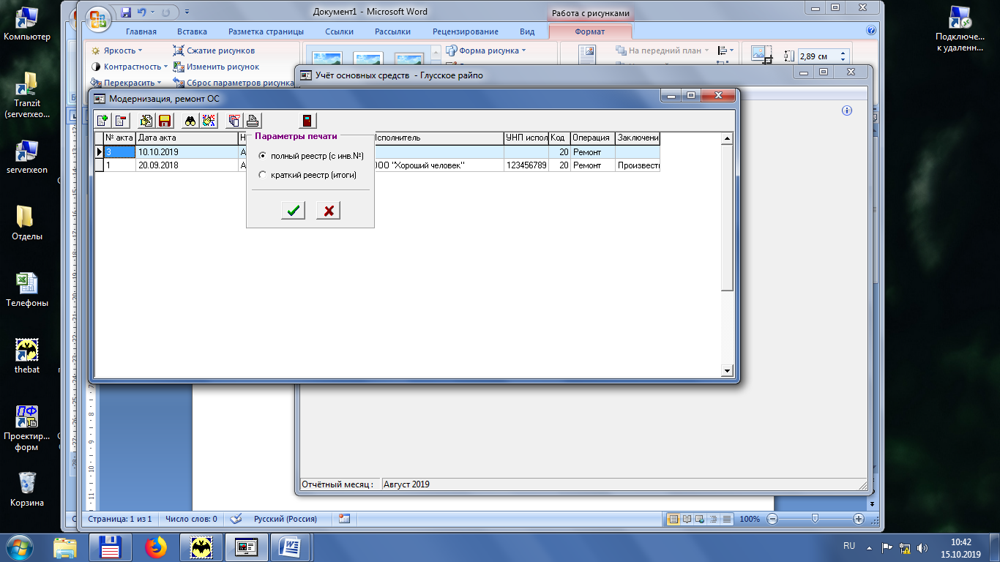 Компьютер
Tranzit
(serverxeo...
serverxeon
Отделы
Телефоны
thebat
Проектир...
форм
Корзина
Подключе...
к удаленн...
Документ1 - Microsoft Word
Работа с рисунками
Главная Вставка Разметка страницы Ссылки Рассылки Рецензирование Вид Формат
Яркость Сжатие рисунков Форма рисунка На передний план 2,89 см
Контрастность Изменить рисунок
Перекрасить Сброс параметров рисунка
Учёт основных средств - Глусское райпо
Модернизация, ремонт ОС
№ акта Дата акта Исполнитель УНП испол Код Операция Заключени
3 10.10.2019 20 Ремонт
1 20.09.2018 ООО "Хороший человек" 123456789 20 Ремонт Произвест
Параметры печати
полный реестр (с инв.№)
краткий реестр (итоги)
Отчётный месяц : Август 2019
Страница: 1 из 1 Число слов: 0 Русский (Россия) 100%
RU
10:42
15.10.2019